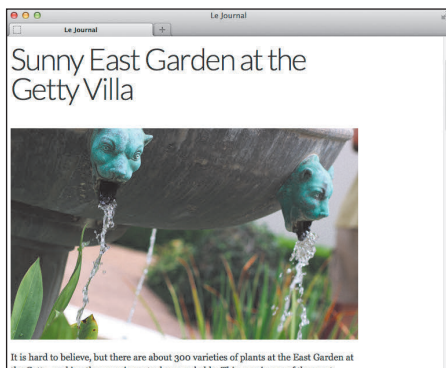 Le Journal
Le Journal
Sunny East Garden at the
Getty Villa
It is hard to believe, but there are about 300 varieties of plants at the East Garden at